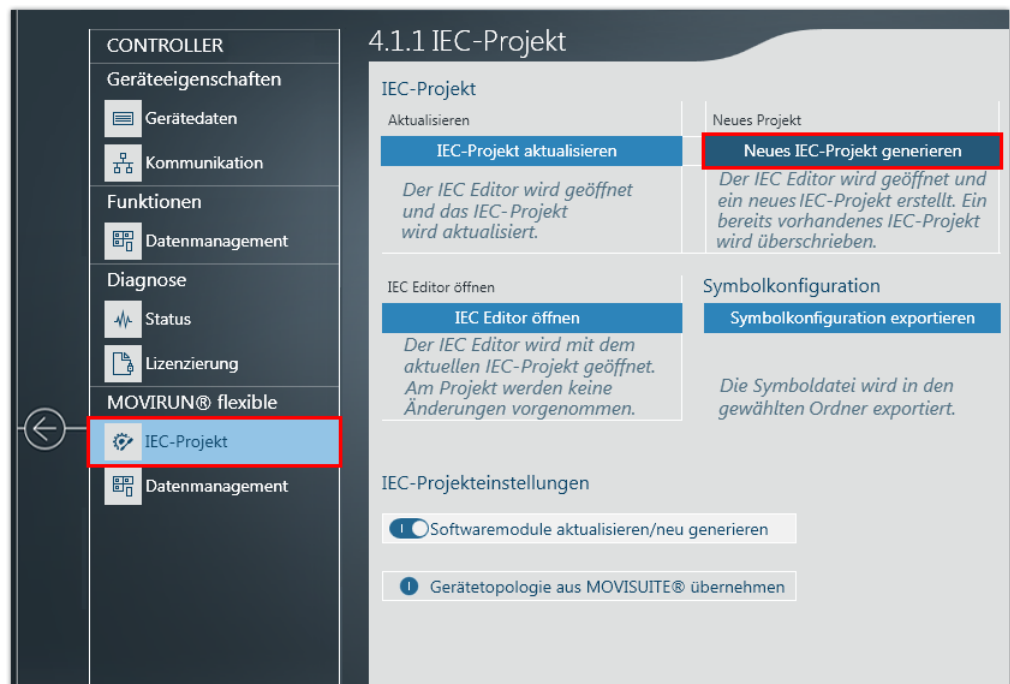 CONTROLLER
Geräteeigenschaften
Gerätedaten
Kommunikation
Funktionen
Datenmanagement
Diagnose
Status
Lizenzierung
MOVIRUN® flexible
IEC-Projekt
Datenmanagement
4.1.1 IEC-Projekt
IEC-Projekt
Aktualisieren
IEC-Projekt aktualisieren
Der IEC Editor wird geöffnet
und das IEC-Projekt
wird aktualisiert.
Neues Projekt
Neues IEC-Projekt generieren
Der IEC Editor wird geöffnet und
ein neues IEC-Projekt erstellt. Ein
bereits vorhandenes IEC-Projekt
wird überschrieben.
IEC Editor öffnen
IEC Editor öffnen
Der IEC Editor wird mit dem
aktuellen IEC-Projekt geöffnet.
Am Projekt werden keine
Änderungen vorgenommen.
Symbolkonfiguration
Symbolkonfiguration exportieren
Die Symboldatei wird in den
gewählten Ordner exportiert.
IEC-Projekteinstellungen
Softwaremodule aktualisieren/neu generieren
Gerätetopologie aus MOVISUITE® übernehmen